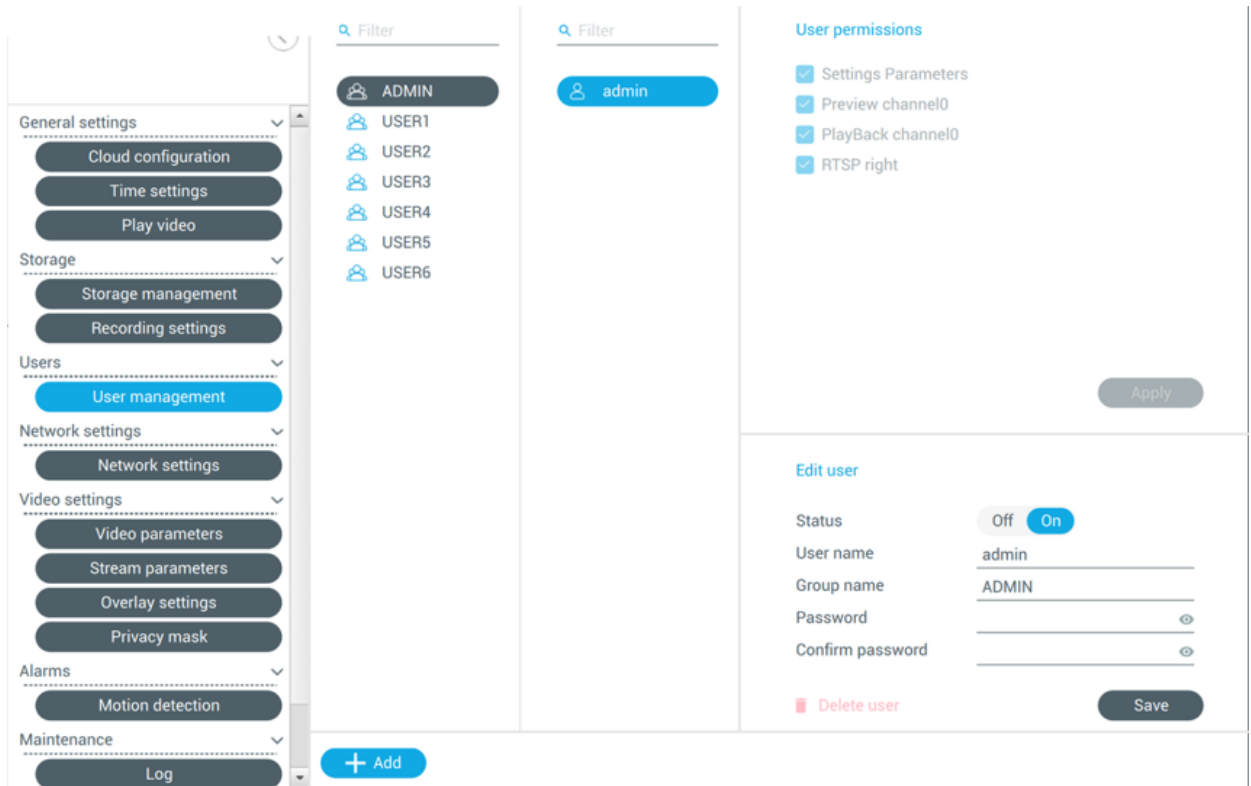 General settings
Cloud configuration
Time settings
Play video
Storage
Storage management
Recording settings
Users
User management
Network settings
Network settings
Video settings
Video parameters
Stream parameters
Overlay settings
Privacy mask
Alarms
Motion detection
Maintenance
Log
Filter
ADMIN
USER1
USER2
USER3
USER4
USER5
USER6
Filter
admin
User permissions
Settings Parameters
Preview channel0
PlayBack channel0
RTSP right
Apply
Edit user
Status Off On
User name admin
Group name ADMIN
Password
Confirm password
Delete user Save
Add